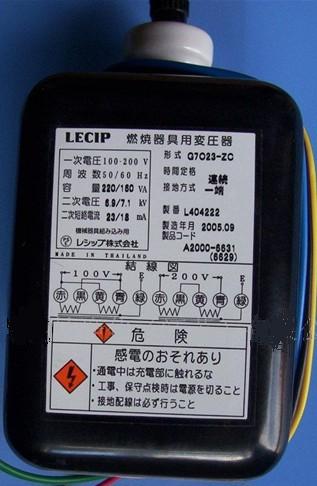 LECIP 燃焼器具用変圧器
一次電圧 100-200 V
周波数 50/60 Hz
容量 220/160 VA
二次電圧 6.9/7.1 kV
二次短絡電流 23/18 mA
機械器具組み込み用
レシップ株式会社
MADE IN THAILAND
形式 G7023-ZC
時間定格 連続
接地方式 一端
製番 L404222
製造年月 2005.09
製品コード
A2000-6631
(6629)
結線図
100V E 200V E
赤 黒 黄 青 緑 赤 黒 黄 青 緑
危険
感電のおそれあり
・通電中は充電部に触れるな
・工事、保守点検時は電源を切ること
・接地配線は必ず行うこと